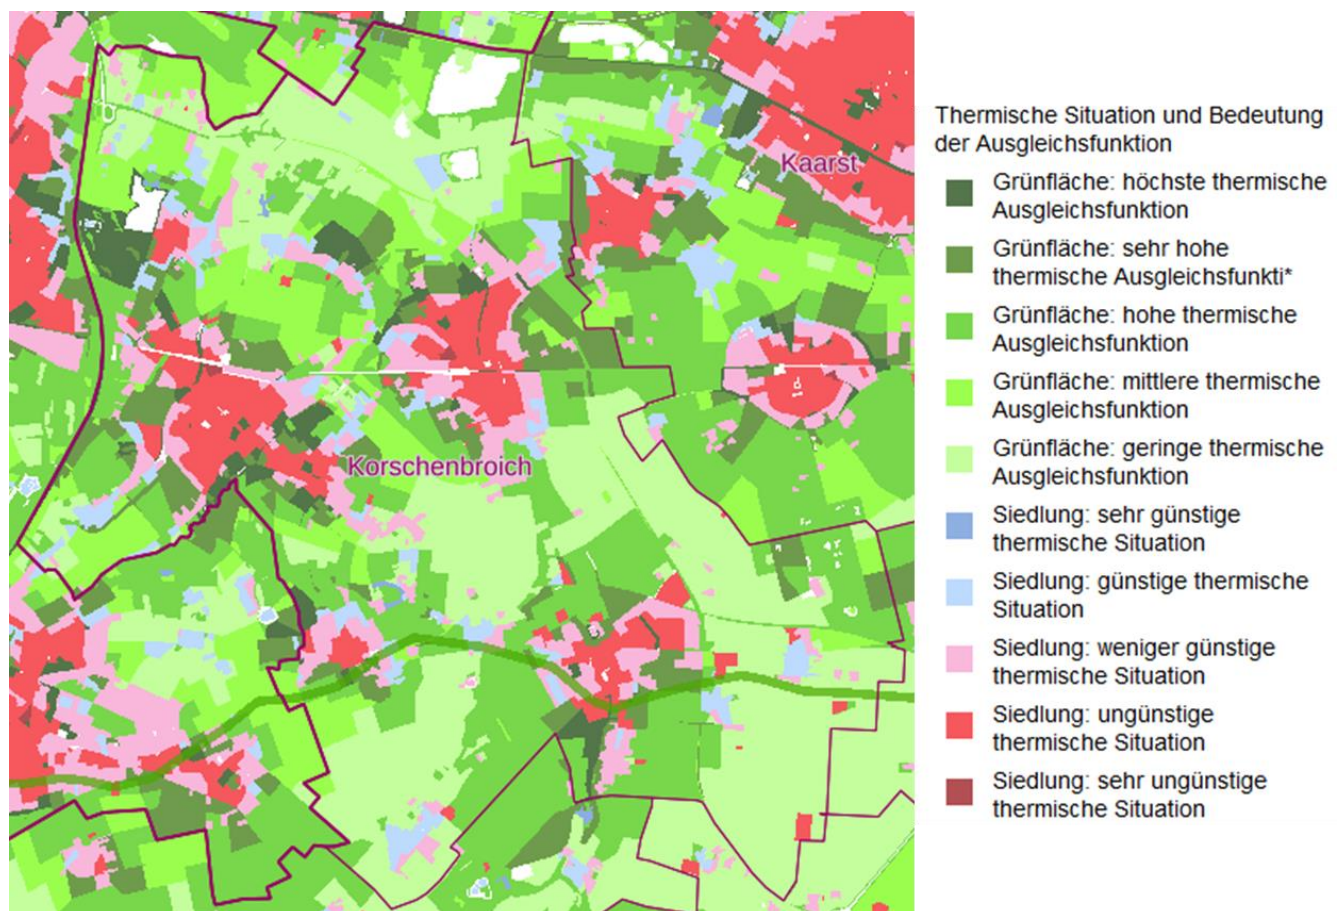 Kaarst
Korschenbroich
Thermische Situation und Bedeutung
der Ausgleichsfunktion
Grünfläche: höchste thermische
Ausgleichsfunktion
Grünfläche: sehr hohe
thermische Ausgleichsfunkti*
Grünfläche: hohe thermische
Ausgleichsfunktion
Grünfläche: mittlere thermische
Ausgleichsfunktion
Grünfläche: geringe thermische
Ausgleichsfunktion
Siedlung: sehr günstige
thermische Situation
Siedlung: günstige thermische
Situation
Siedlung: weniger günstige
thermische Situation
Siedlung: ungünstige
thermische Situation
Siedlung: sehr ungünstige
thermische Situation